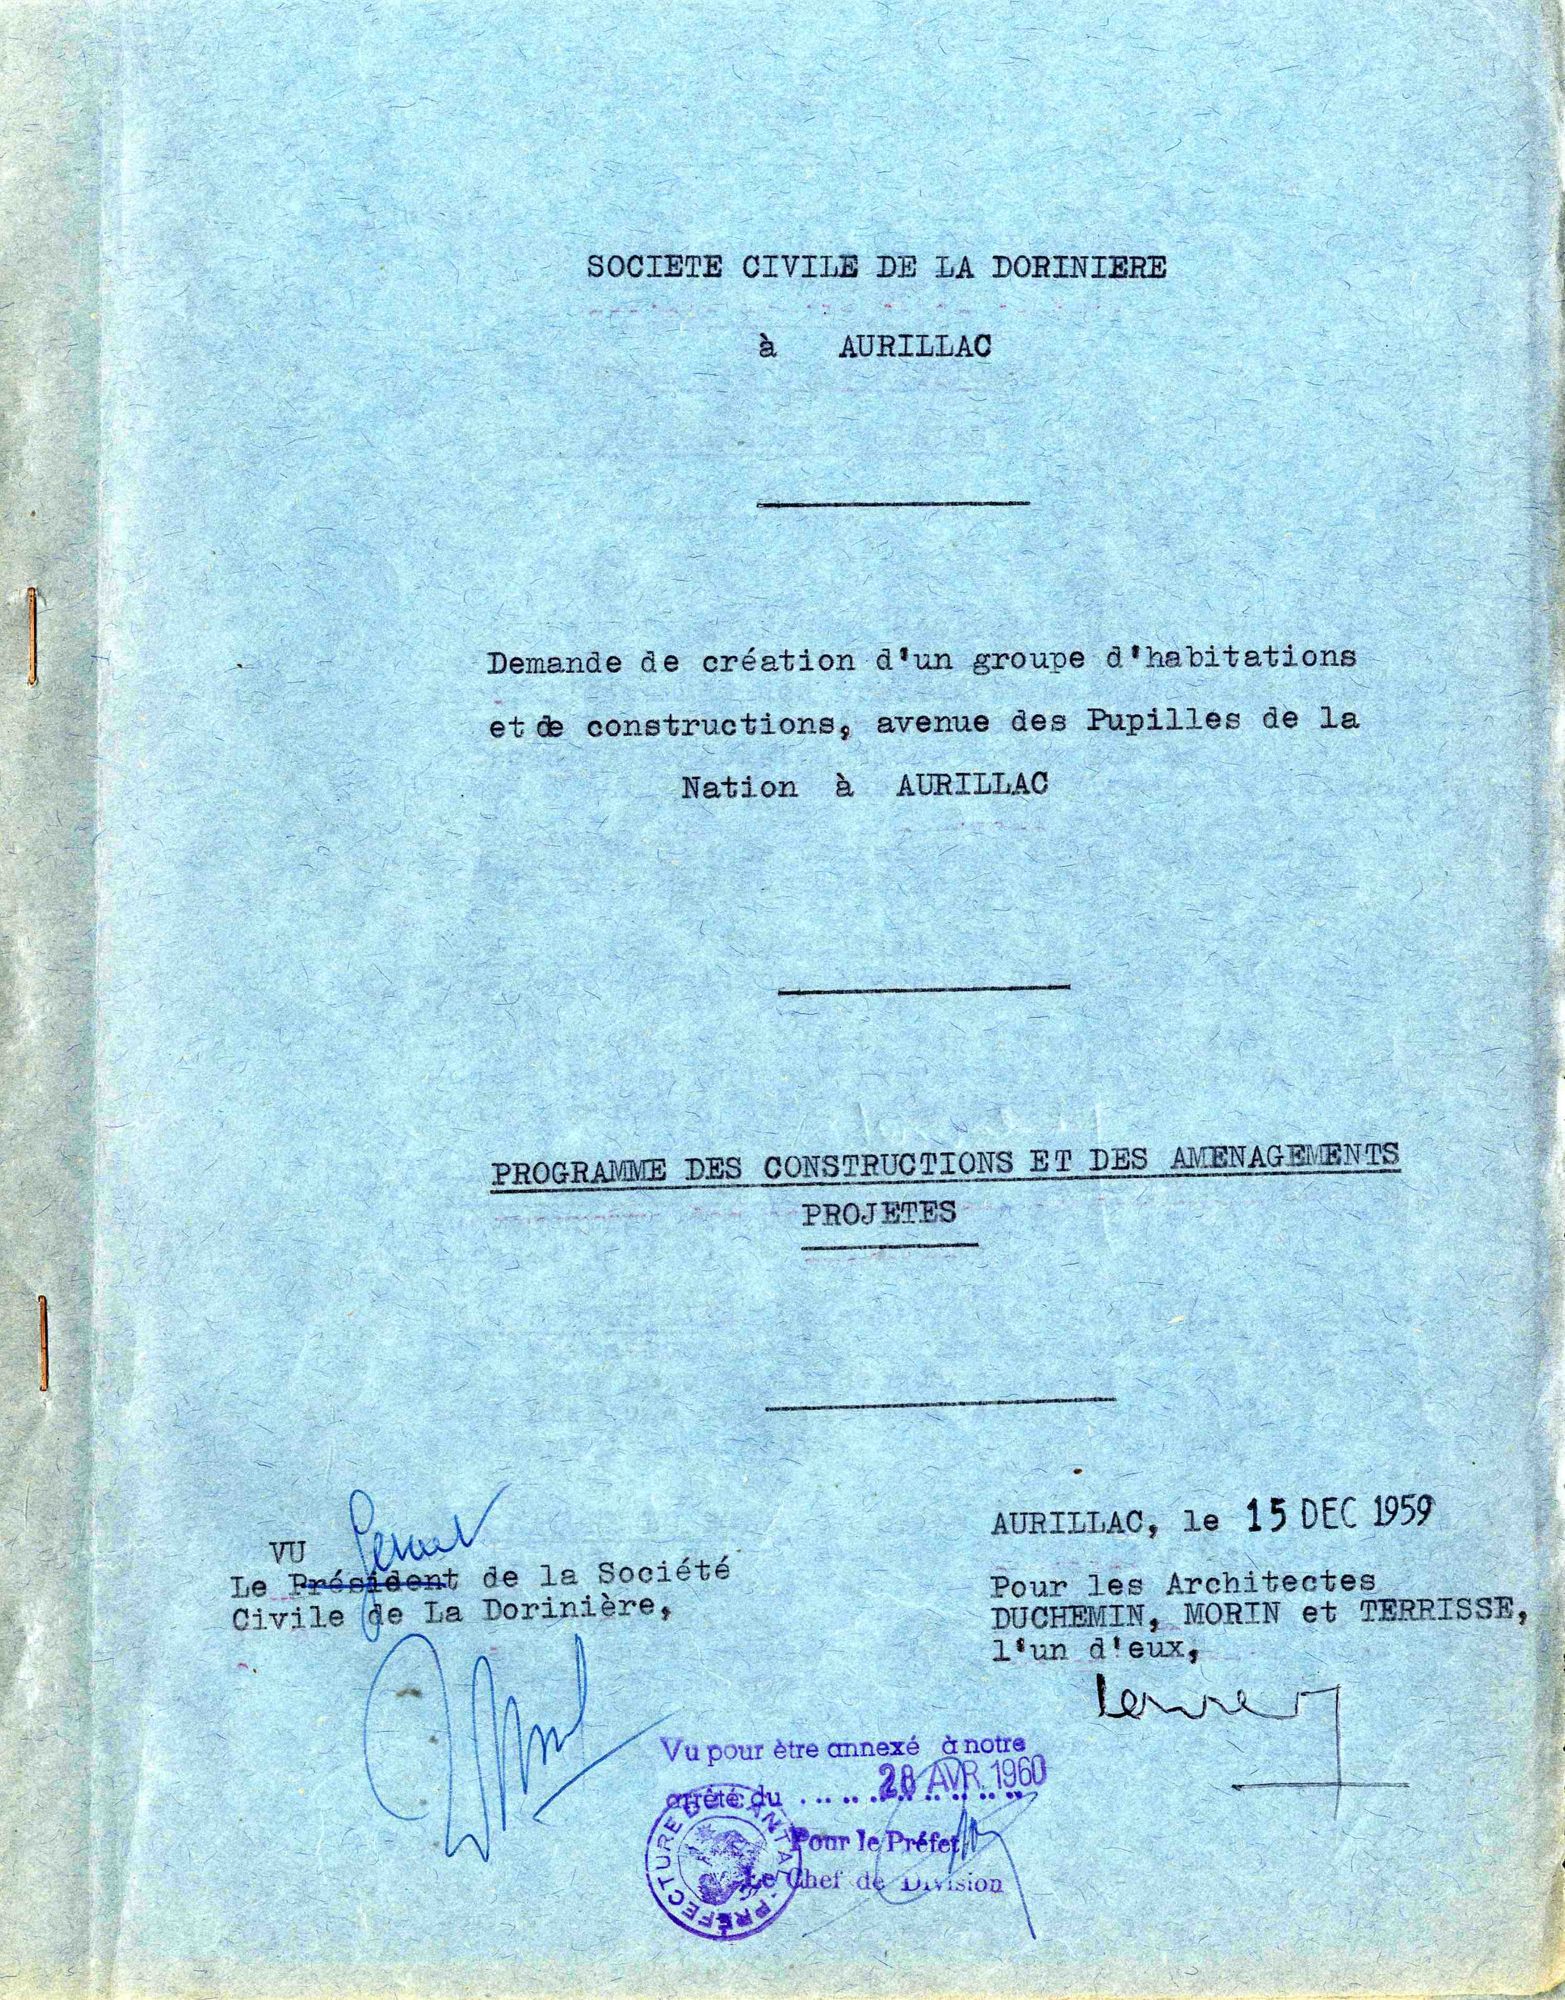 SOCIETE CIVILE DE LA DORINIERE
à AURILLAC
Demande de création d'un groupe d'habitations
et de constructions, avenue des Pupilles de la
Nation à AURILLAC
PROGRAMME DES CONSTRUCTIONS ET DES AMENAGEMENTS
PROJETES
AURILLAC, le 15 DEC 1959
VU
Le Président de la Société
Civile de La Dorinière,
Pour les Architectes
DUCHEMIN, MORIN et TERRISSE,
l'un d'eux,
Vu pour être annexé à notre
arrêté du .......... 28 AVR. 1960
Pour le Préfet
Le Chef de Division
PREFECTURE DU CANTAL